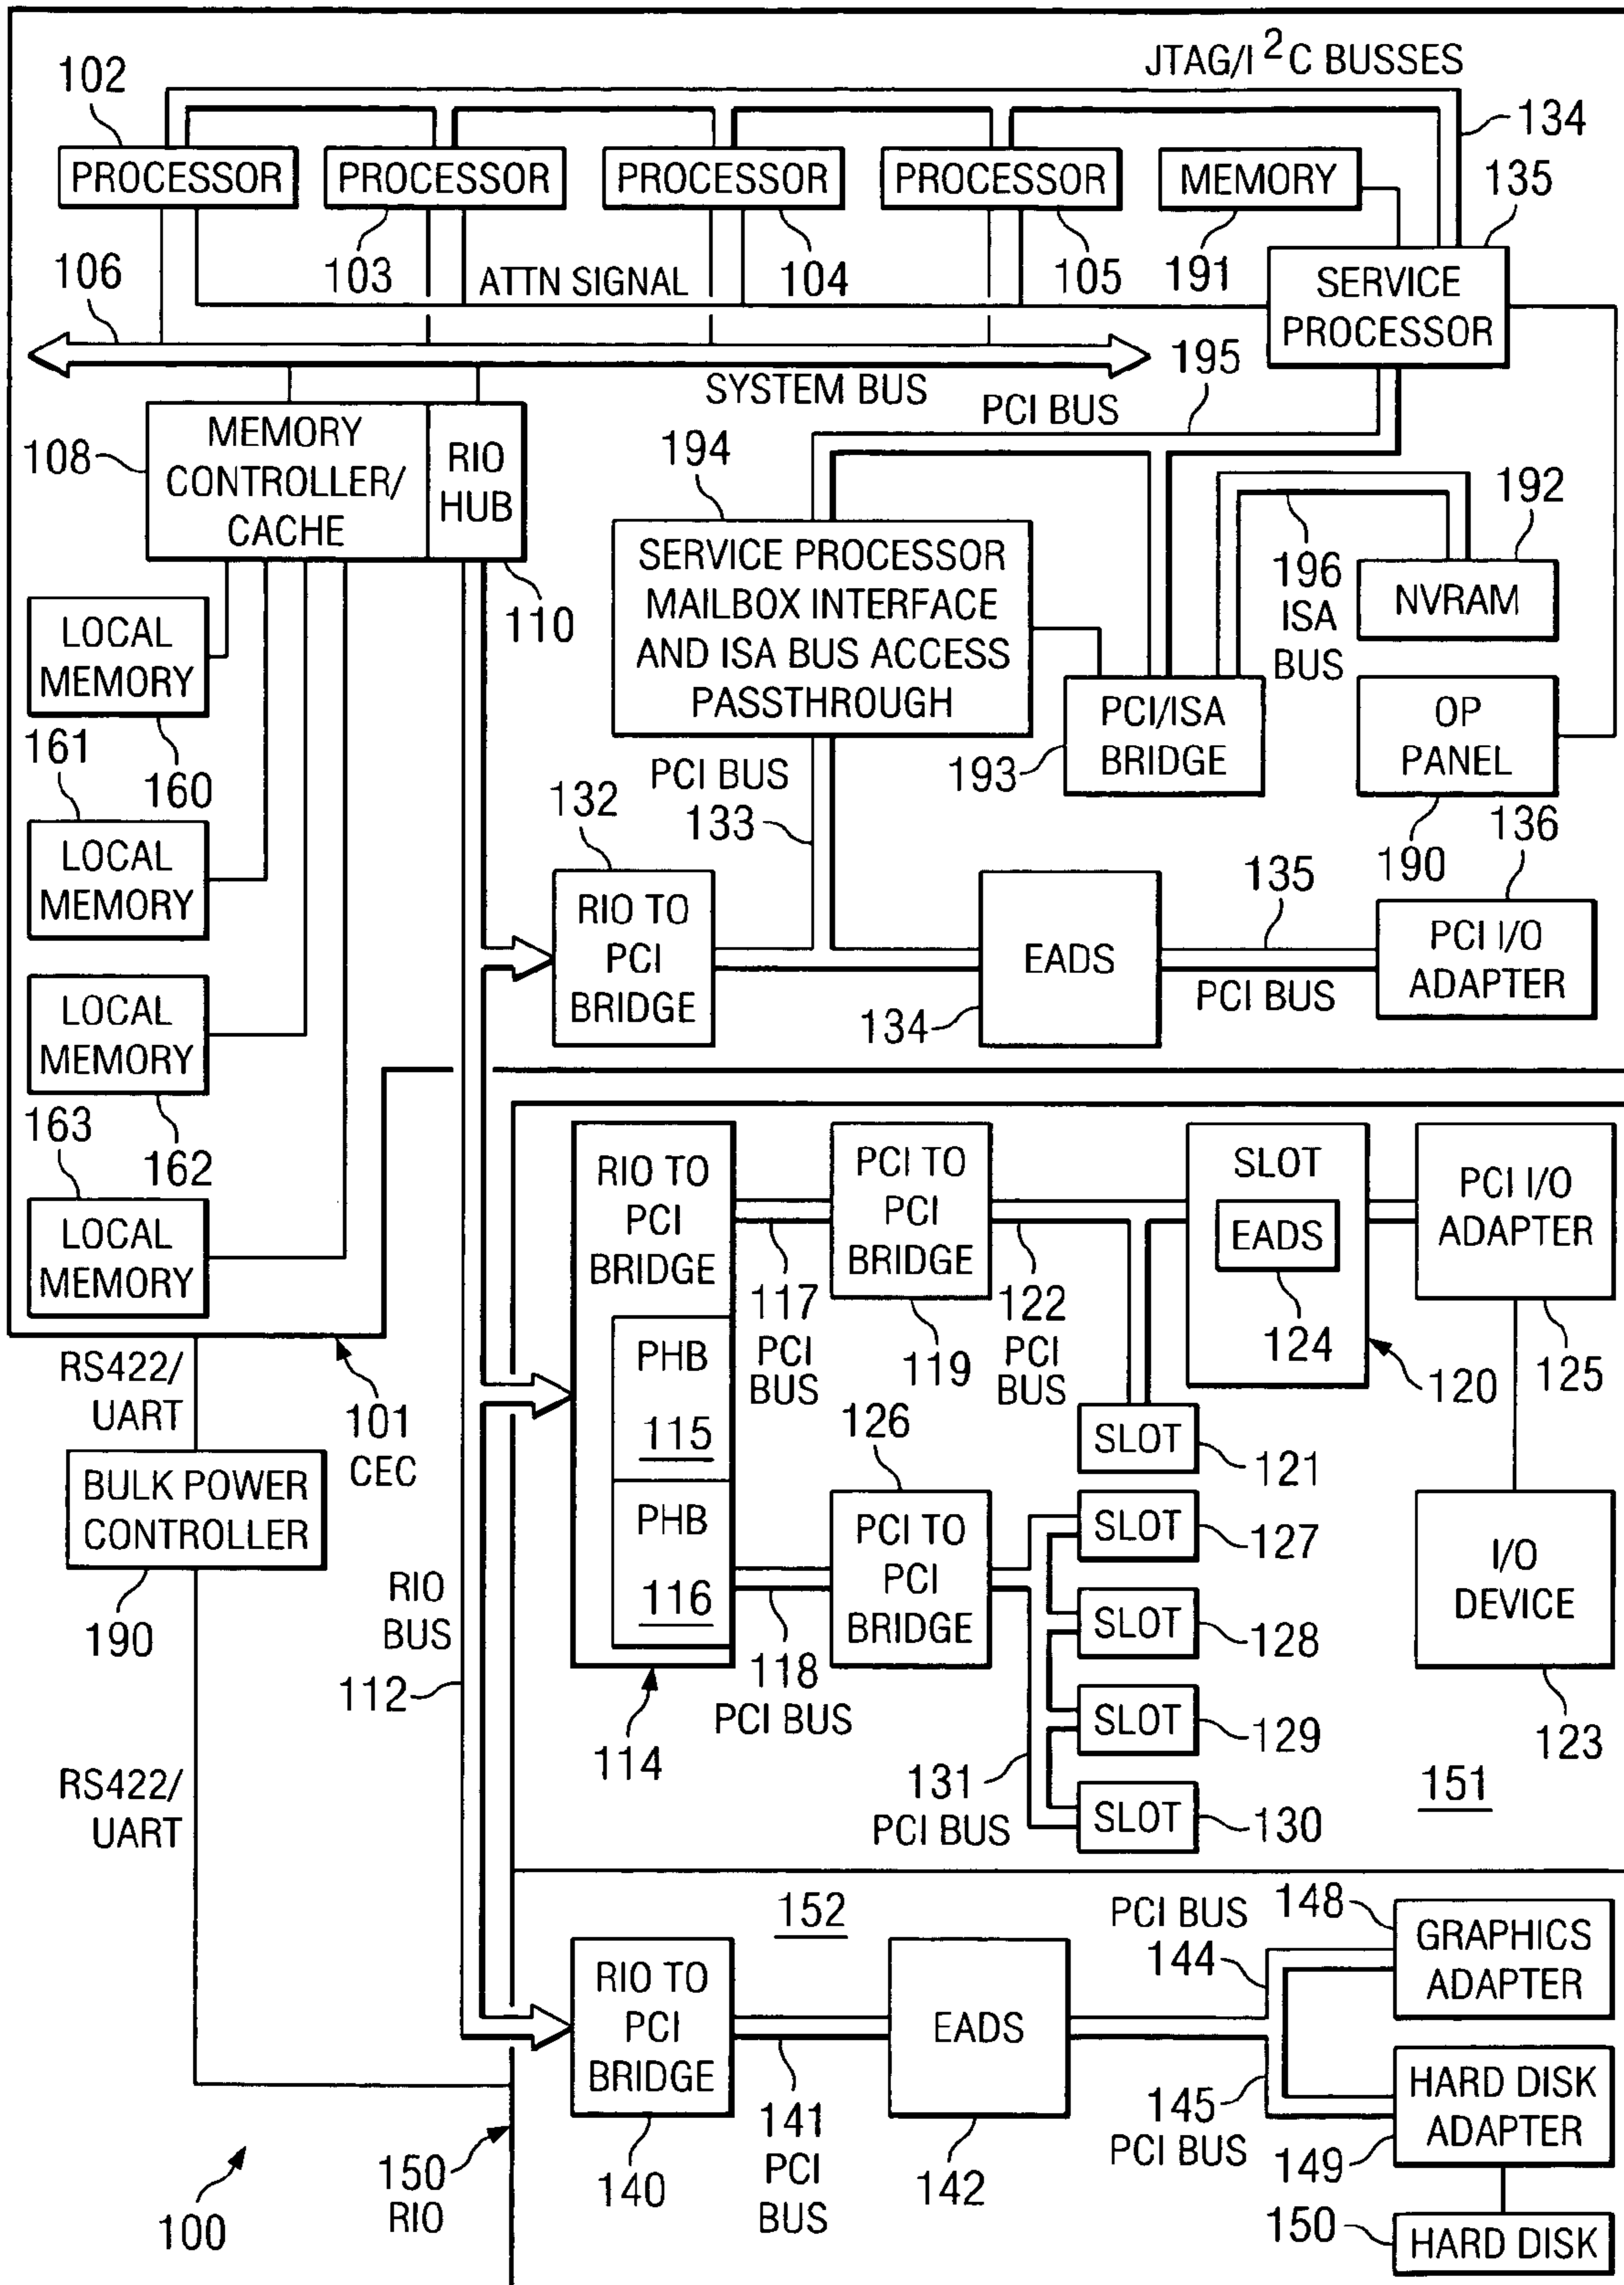 JTAG/I²C BUSSES
102
134
PROCESSOR
PROCESSOR
PROCESSOR
PROCESSOR
MEMORY
135
103
104
105
191
106
ATTN SIGNAL
SERVICE
PROCESSOR
SYSTEM BUS
195
PCI BUS
108
MEMORY
CONTROLLER/
CACHE
RIO
HUB
110
194
SERVICE PROCESSOR
MAILBOX INTERFACE
AND ISA BUS ACCESS
PASSTHROUGH
192
196
ISA
BUS
NVRAM
LOCAL
MEMORY
160
PCI/ISA
BRIDGE
193
OP
PANEL
190
161
LOCAL
MEMORY
PCI BUS
133
132
RIO TO
PCI
BRIDGE
EADS
134
135
PCI BUS
136
PCI I/O
ADAPTER
LOCAL
MEMORY
162
163
LOCAL
MEMORY
RIO TO
PCI
BRIDGE
PHB
115
PHB
116
114
117
PCI
BUS
PCI TO
PCI
BRIDGE
119
122
PCI
BUS
SLOT
EADS
124
120
PCI I/O
ADAPTER
125
RS422/
UART
101
CEC
SLOT
121
BULK POWER
CONTROLLER
190
126
PCI TO
PCI
BRIDGE
SLOT
127
SLOT
128
SLOT
129
SLOT
130
I/O
DEVICE
123
RIO
BUS
112
118
PCI BUS
131
PCI BUS
151
RS422/
UART
152
RIO TO
PCI
BRIDGE
140
141
PCI
BUS
EADS
142
PCI BUS
144
148
GRAPHICS
ADAPTER
145
PCI BUS
HARD DISK
ADAPTER
149
150
HARD DISK
150
RIO
100